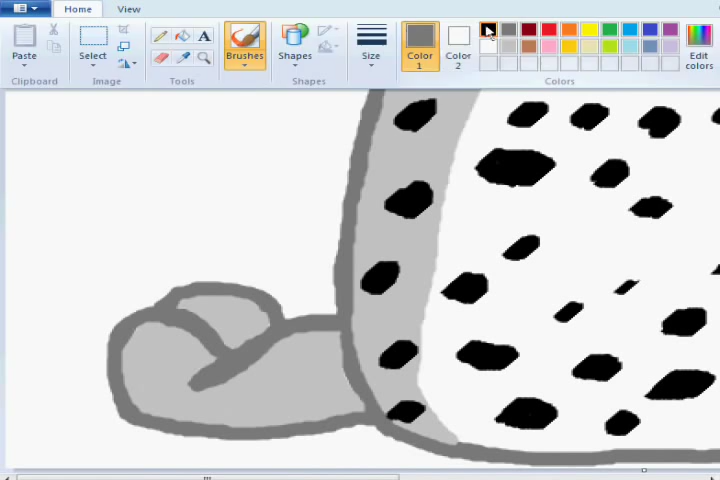 Home View
Paste
Select
A
Brushes
Shapes
Size
Color 1
Color 2
Edit colors
Clipboard Image Tools Shapes Colors